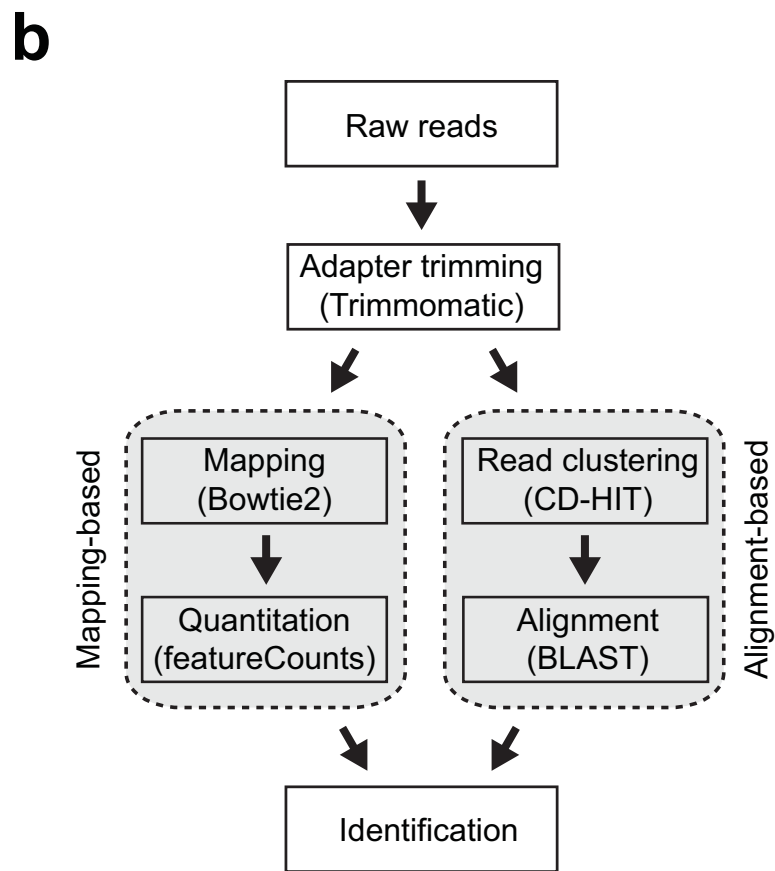 b
Raw reads
Adapter trimming
(Trimmomatic)
Mapping-based
Mapping
(Bowtie2)
Quantitation
(featureCounts)
Read clustering
(CD-HIT)
Alignment
(BLAST)
Alignment-based
Identification